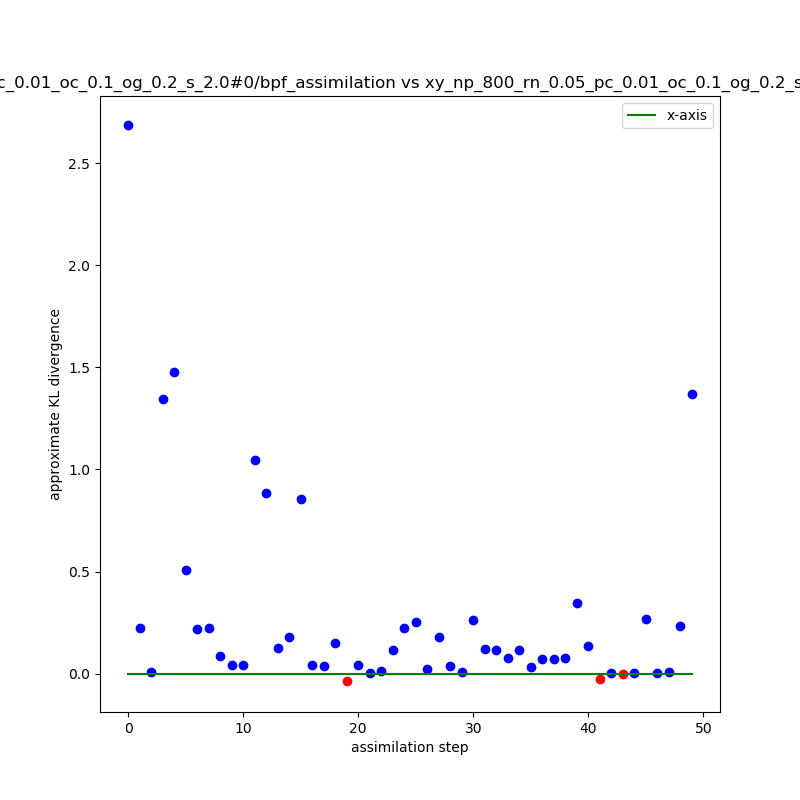 c_0.01_oc_0.1_og_0.2_s_2.0#0/bpf_assimilation vs xy_np_800_rn_0.05_pc_0.01_oc_0.1_og_0.2_s
x-axis
2.5
2.0
1.5
1.0
0.5
0.0
approximate KL divergence
0 10 20 30 40 50
assimilation step